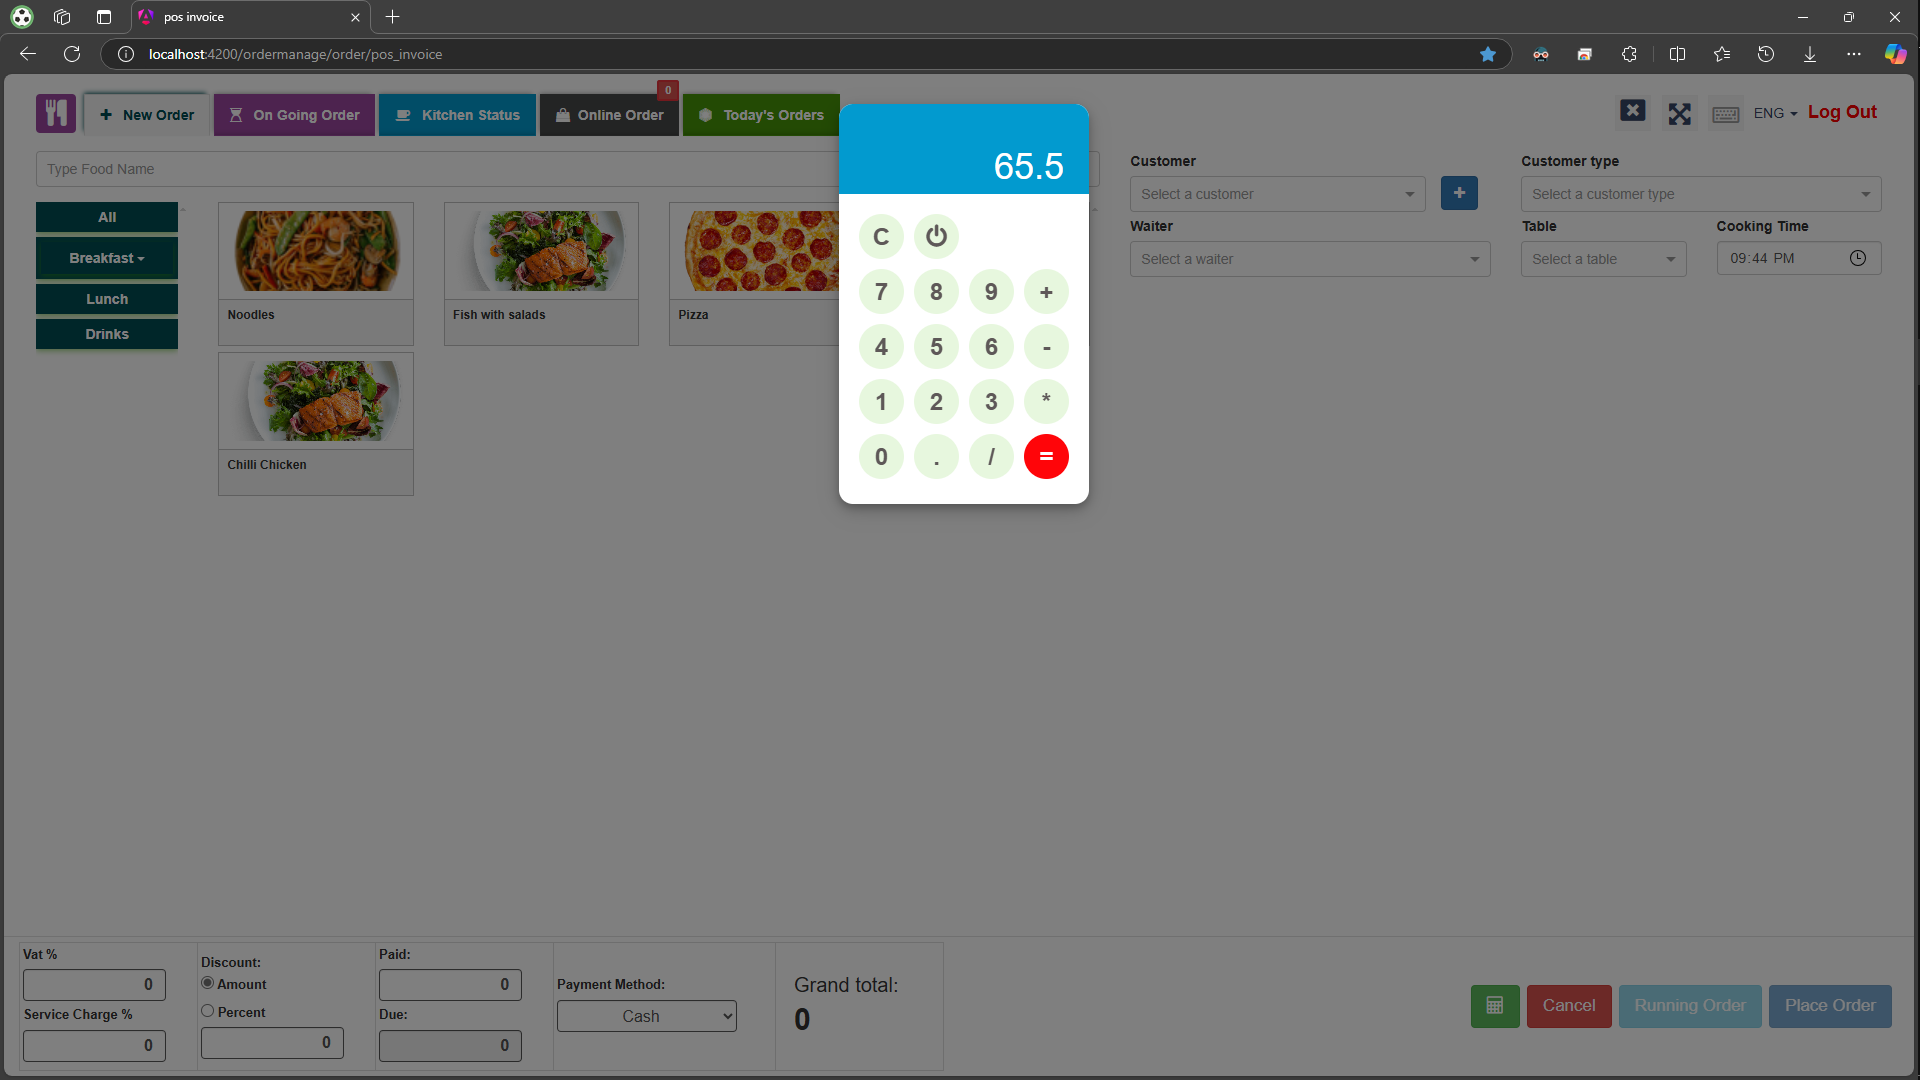 pos invoice
localhost:4200/ordermanage/order/pos_invoice
New Order
On Going Order
Kitchen Status
Online Order
0
Today's Orders
ENG
Log Out
Type Food Name
All
Breakfast
Lunch
Drinks
Noodles
Fish with salads
Pizza
Chilli Chicken
65.5
C
7 8 9 +
4 5 6 -
1 2 3 *
0 . / =
Customer
Select a customer
+
Customer type
Select a customer type
Waiter
Select a waiter
Table
Select a table
Cooking Time
09:44 PM
Vat %
0
Service Charge %
0
Discount:
Amount
Percent
0
Paid:
0
Due:
0
Payment Method:
Cash
Grand total:
0
Cancel
Running Order
Place Order